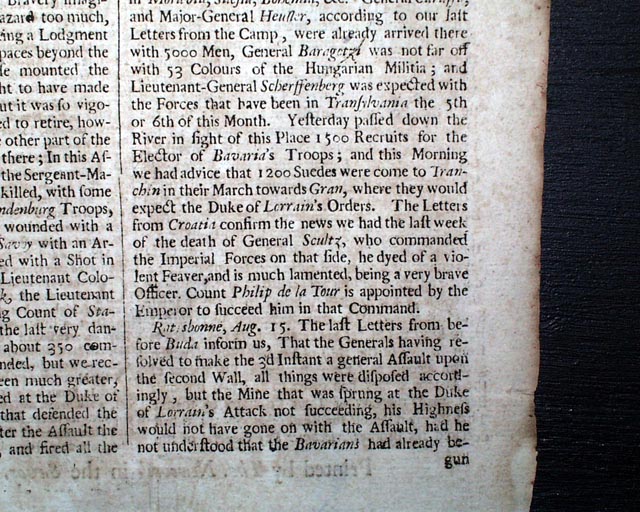 Bravery imagi-
hazard too much,
ing a Lodgment
paces beyond the
mounted the
ht to have made
ut it was so vigo-
ed to retire, how-
other part of the
there; In this Af-
the Sergeant-Ma-
killed, with some
ndenburg Troops,
wounded with a
Savoy with an Ar-
ed with a Shot in
Lieutenant Colo-
k, the Lieutenant
g Count of Sta-
the last very dan-
about 350 com-
nded, but we rec-
een much greater,
ed at the Duke of
that defended the
ter the Assault the
and fired all the
and Major-General Heusler, according to our last
Letters from the Camp, were already arrived there
with 5000 Men, General Baragotzi was not far off
with 53 Colours of the Hungarian Militia; and
Lieutenant-General Scherffenberg was expected with
the Forces that have been in Transilvania the 5th
or 6th of this Month. Yesterday passed down the
River in sight of this Place 1500 Recruits for the
Elector of Bavaria's Troops; and this Morning
we had advice that 1200 Suedes were come to Tran-
chin in their March towards Gran, where they would
expect the Duke of Lorrain's Orders. The Letters
from Croatia confirm the news we had the last week
of the death of General Scultz, who commanded
the Imperial Forces on that side, he dyed of a vio-
lent Feaver, and is much lamented, being a very brave
Officer. Count Philip de la Tour is appointed by the
Emperor to succeed him in that Command.
Ratisbonne, Aug. 15. The last Letters from be-
fore Buda inform us, That the Generals having re-
solved to make the 3d Instant a general Assault upon
the second Wall, all things were disposed accord-
ingly, but the Mine that was sprung at the Duke
of Lorrain's Attack not succeeding, his Highness
would not have gone on with the Assault, had he
not understood that the Bavarians had already be-
gun